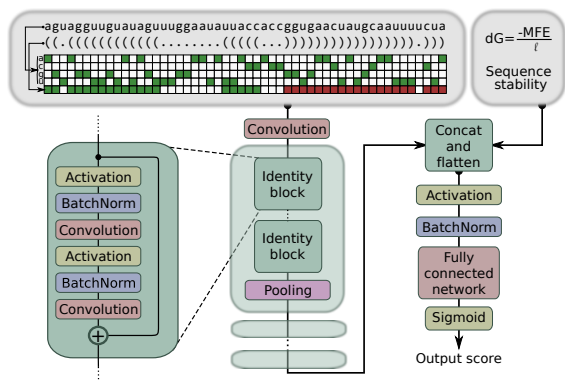 aguagguuguauaguuuggaauauuaccaccggugaacuaugcaauuuucua
((.((((((((((((........(((((...))))))))))))))))).)))
dG= -MFE
ℓ
Sequence
stability
Convolution
Identity
block
Identity
block
Pooling
Activation
BatchNorm
Convolution
Activation
BatchNorm
Convolution
+
Concat
and
flatten
Activation
BatchNorm
Fully
connected
network
Sigmoid
Output score